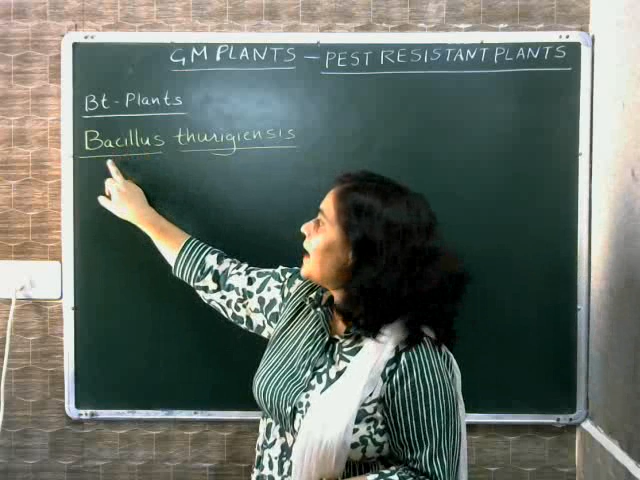 GM PLANTS - PEST RESISTANT PLANTS
Bt - Plants
Bacillus thurigiensis